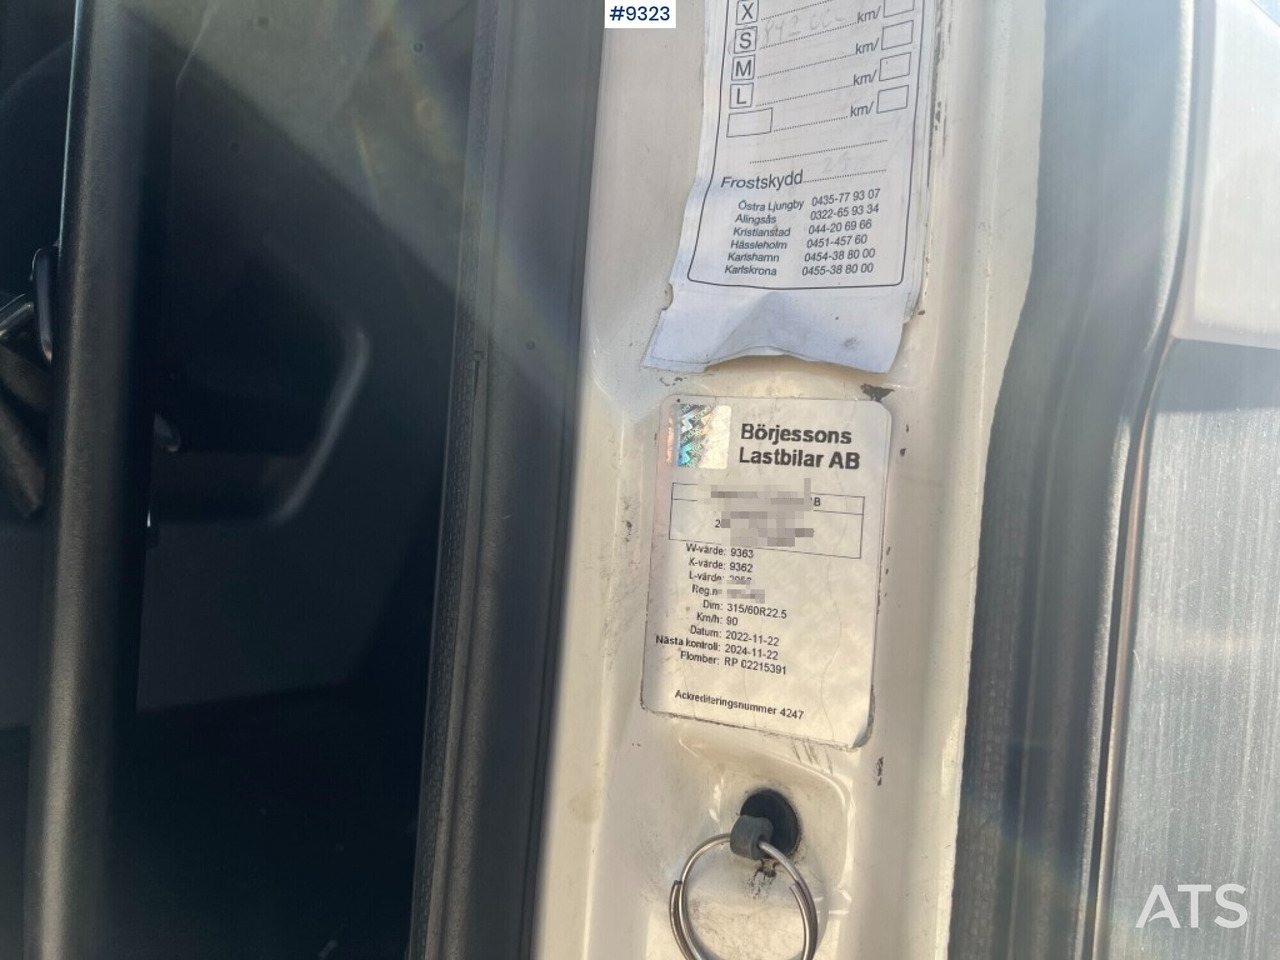 #9323
X km/
S km/
M km/
L km/
km/
Frostskydd
Östra Ljungby 0435-77 93 07
Alingsås 0322-65 93 34
Kristianstad 044-20 69 66
Hässleholm 0451-457 60
Karlshamn 0454-38 80 00
Karlskrona 0455-38 80 00
Börjessons
Lastbilar AB
W-värde: 9363
K-värde: 9362
L-värde:
Reg.n
Dim: 315/60R22.5
Km/h: 90
Datum: 2022-11-22
Nästa kontroll: 2024-11-22
Plomber: RP 02215391
Ackrediteringsnummer 4247
ATS